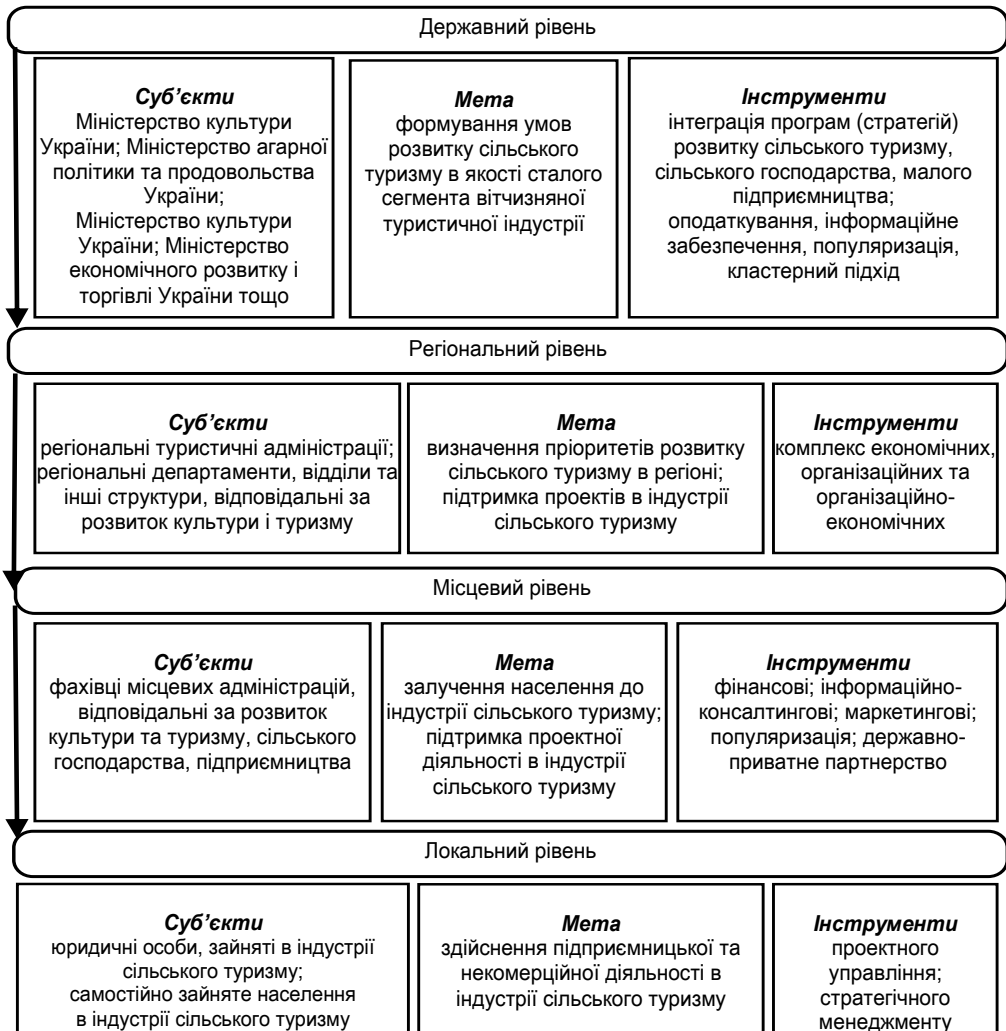 Державний рівень
Суб’єкти
Міністерство культури
України; Міністерство агарної
політики та продовольства
України;
Міністерство культури
України; Міністерство
економічного розвитку і
торгівлі України тощо
Мета
формування умов
розвитку сільського
туризму в якості сталого
сегмента вітчизняної
туристичної індустрії
Інструменти
інтеграція програм (стратегій)
розвитку сільського туризму,
сільського господарства, малого
підприємництва;
оподаткування, інформаційне
забезпечення, популяризація,
кластерний підхід
Регіональний рівень
Суб’єкти
регіональні туристичні адміністрації;
регіональні департаменти, відділи та
інші структури, відповідальні за
розвиток культури і туризму
Мета
визначення пріоритетів розвитку
сільського туризму в регіоні;
підтримка проектів в індустрії
сільського туризму
Інструменти
комплекс економічних,
організаційних та
організаційно-
економічних
Місцевий рівень
Суб’єкти
фахівці місцевих адміністрацій,
відповідальні за розвиток
культури та туризму, сільського
господарства, підприємництва
Мета
залучення населення до
індустрії сільського туризму;
підтримка проектної
діяльності в індустрії
сільського туризму
Інструменти
фінансові; інформаційно-
консалтингові; маркетингові;
популяризація; державно-
приватне партнерство
Локальний рівень
Суб’єкти
юридичні особи, зайняті в індустрії
сільського туризму;
самостійно зайняте населення
в індустрії сільського туризму
Мета
здійснення підприємницької та
некомерційної діяльності в
індустрії сільського туризму
Інструменти
проектного
управління;
стратегічного
менеджменту